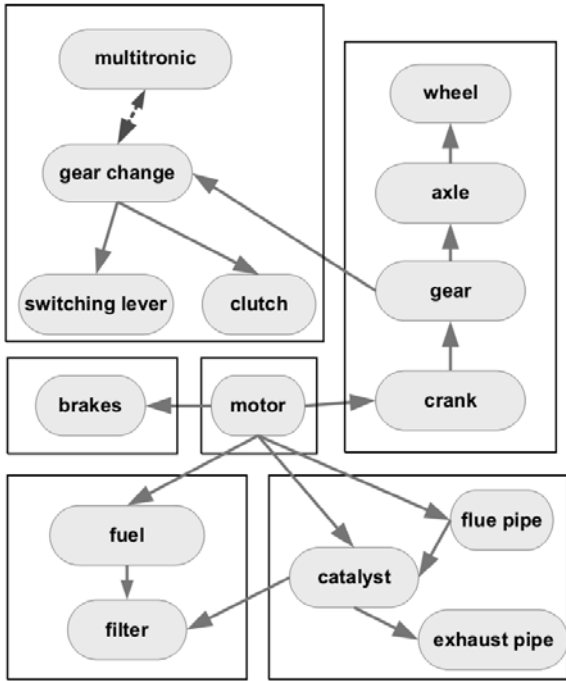 multitronic
wheel
gear change
axle
switching lever
clutch
gear
brakes
motor
crank
fuel
flue pipe
catalyst
filter
exhaust pipe